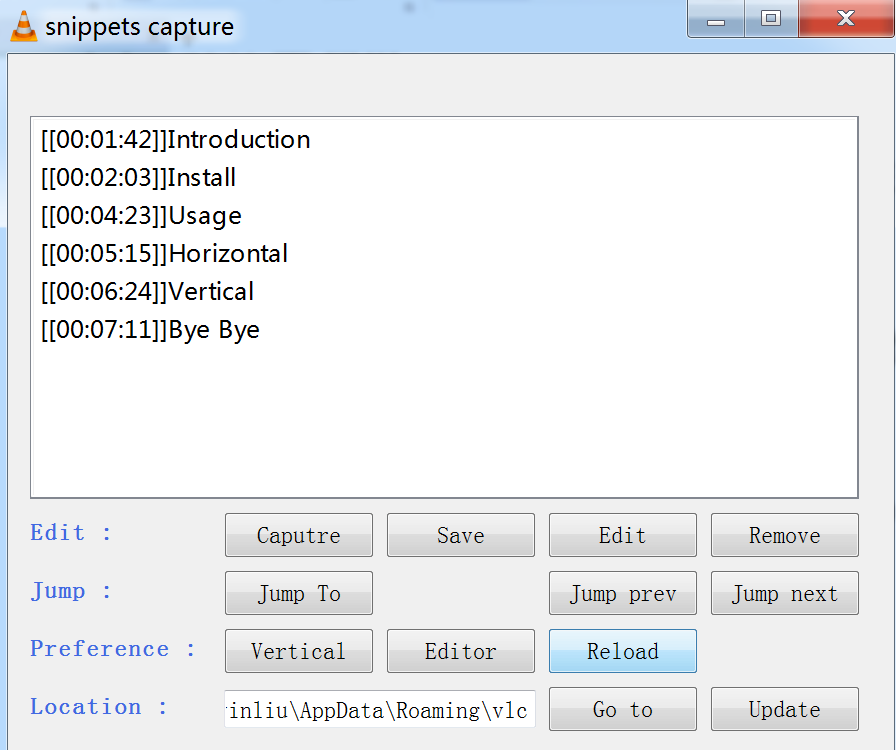 snippets capture
[[00:01:42]]Introduction
[[00:02:03]]Install
[[00:04:23]]Usage
[[00:05:15]]Horizontal
[[00:06:24]]Vertical
[[00:07:11]]Bye Bye
Edit : Caputre Save Edit Remove
Jump : Jump To Jump prev Jump next
Preference : Vertical Editor Reload
Location : inliu\AppData\Roaming\vlc Go to Update